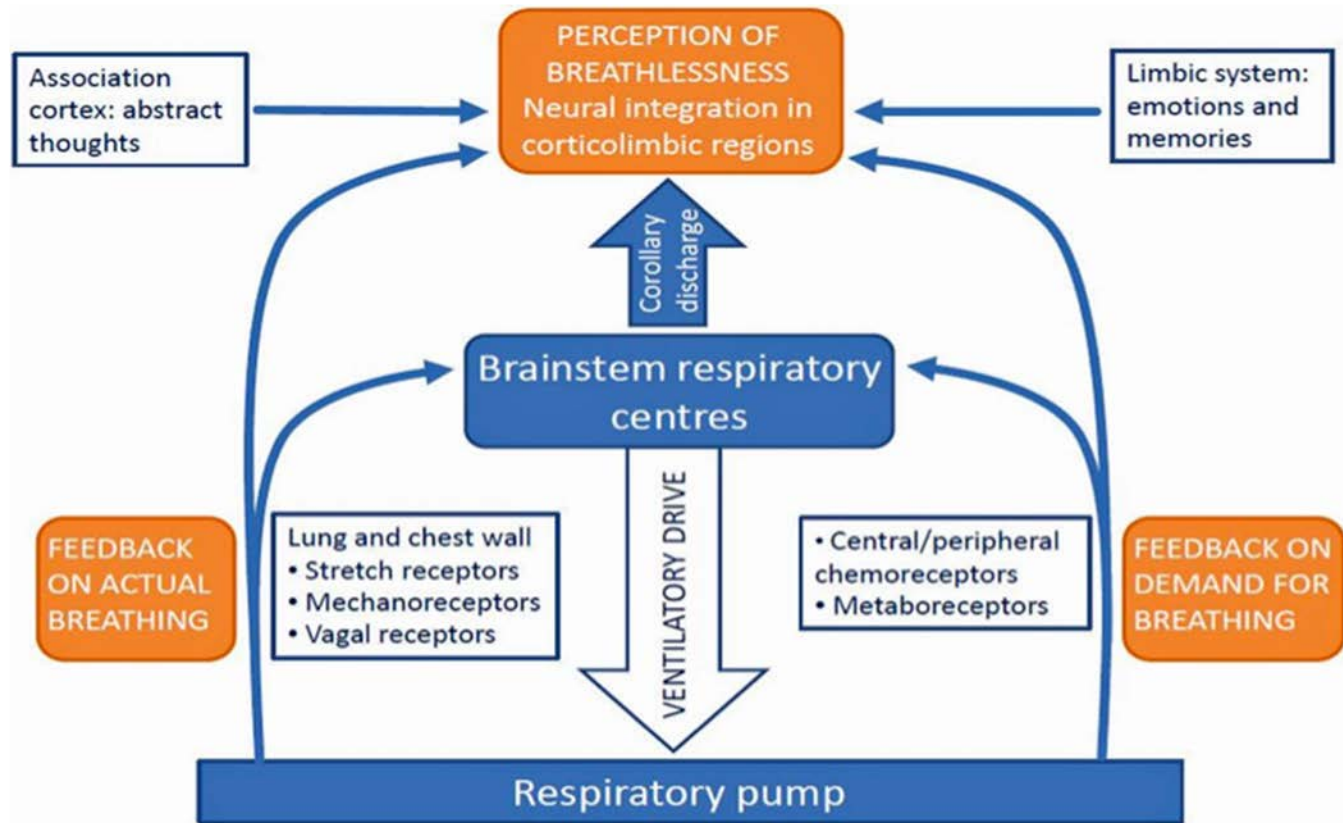 PERCEPTION OF
BREATHLESSNESS
Neural integration in
corticolimbic regions
Association
cortex: abstract
thoughts
Limbic system:
emotions and
memories
Corollary
discharge
Brainstem respiratory
centres
FEEDBACK
ON ACTUAL
BREATHING
Lung and chest wall
• Stretch receptors
• Mechanoreceptors
• Vagal receptors
VENTILATORY DRIVE
• Central/peripheral
chemoreceptors
• Metaboreceptors
FEEDBACK ON
DEMAND FOR
BREATHING
Respiratory pump